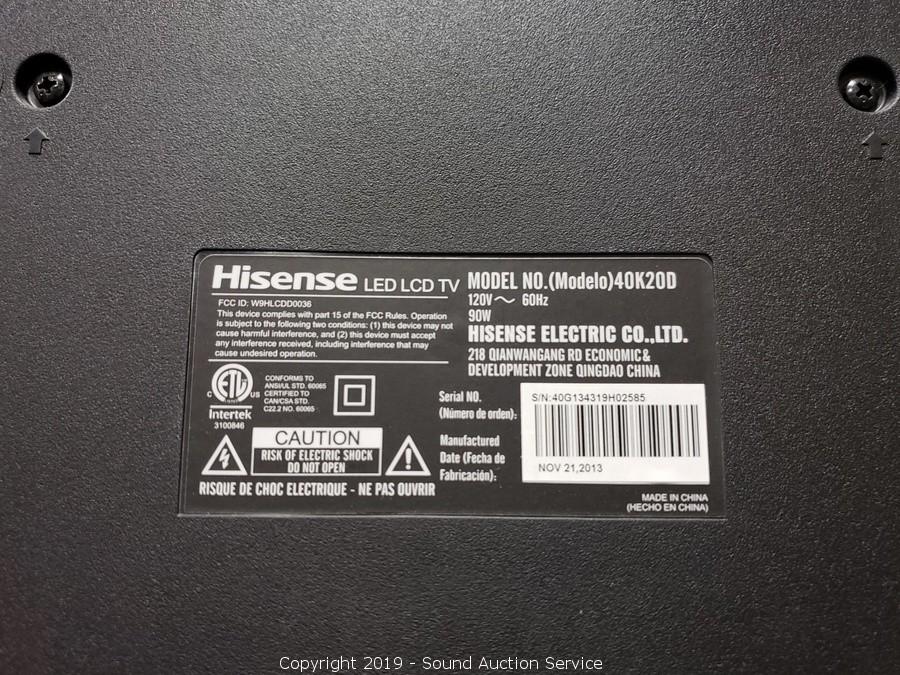 Hisense LED LCD TV
FCC ID: W9HLCDD0036
This device complies with part 15 of the FCC Rules. Operation
is subject to the following two conditions: (1) this device may not
cause harmful interference, and (2) this device must accept
any interference received, including interference that may
cause undesired operation.
C ETL US
Intertek
3100846
CONFORMS TO
ANSI/UL STD. 60065
CERTIFIED TO
CAN/CSA STD.
C22.2 NO. 60065
CAUTION
RISK OF ELECTRIC SHOCK
DO NOT OPEN
RISQUE DE CHOC ELECTRIQUE - NE PAS OUVRIR
MODEL NO.(Modelo)40K20D
120V～ 60Hz
90W
HISENSE ELECTRIC CO.,LTD.
218 QIANWANGANG RD ECONOMIC&
DEVELOPMENT ZONE QINGDAO CHINA
Serial NO.
(Número de orden):
S/N:40G134319H02585
Manufactured
Date (Fecha de
Fabricación):
NOV 21,2013
MADE IN CHINA
(HECHO EN CHINA)
Copyright 2019 - Sound Auction Service